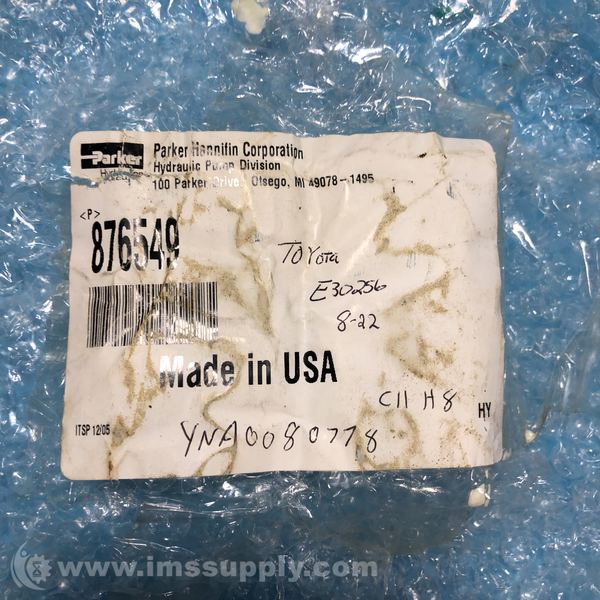 Parker
Parker Hannifin Corporation
Hydraulic Pump Division
100 Parker Drive, Otsego, MI 49078-1495
<P>
876549
Toyota
E30256
8-22
Made in USA
C11 H8
HY
ITSP 12/05
YNA0080778
www.imssupply.com